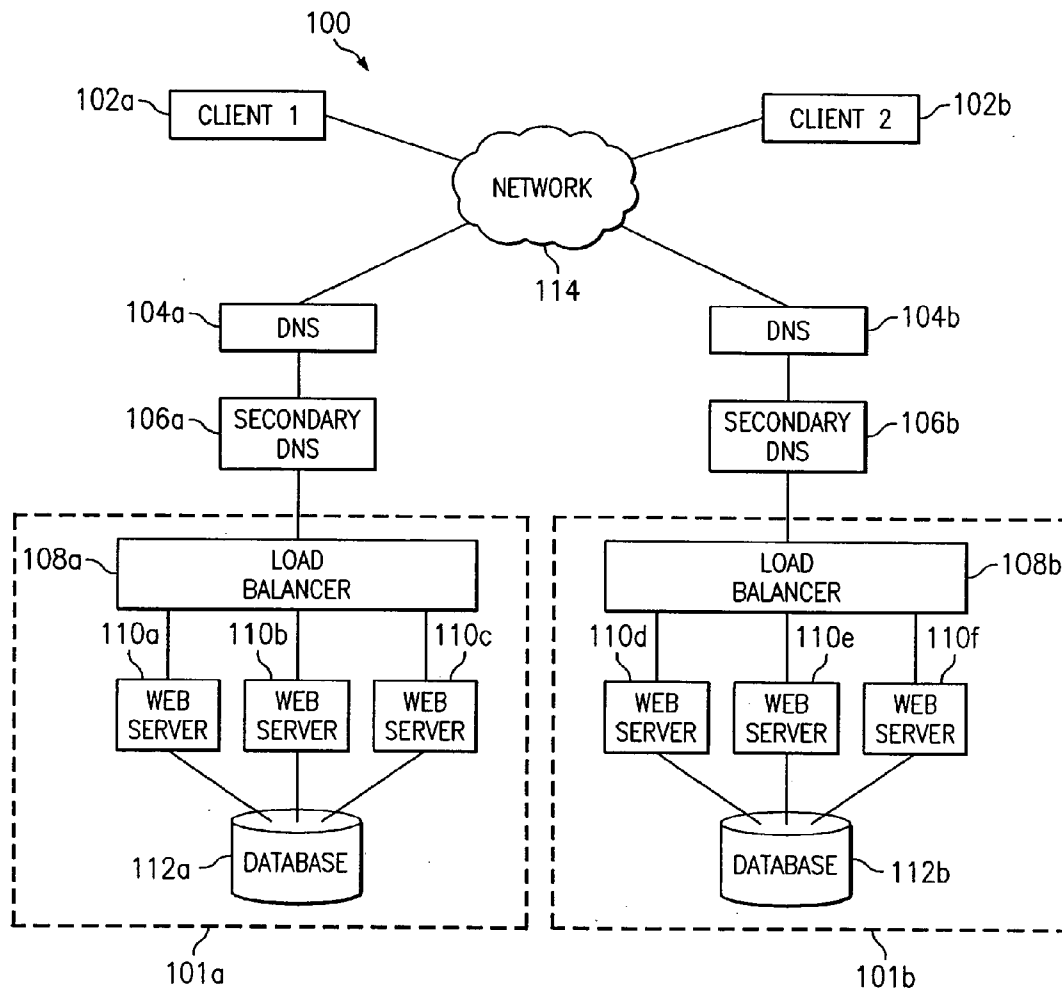 100
102a
CLIENT 1
CLIENT 2
102b
NETWORK
114
104a
DNS
DNS
104b
106a
SECONDARY
DNS
SECONDARY
DNS
106b
108a
LOAD
BALANCER
LOAD
BALANCER
108b
110a
110b
110c
110d
110e
110f
WEB
SERVER
WEB
SERVER
WEB
SERVER
WEB
SERVER
WEB
SERVER
WEB
SERVER
112a
DATABASE
DATABASE
112b
101a
101b